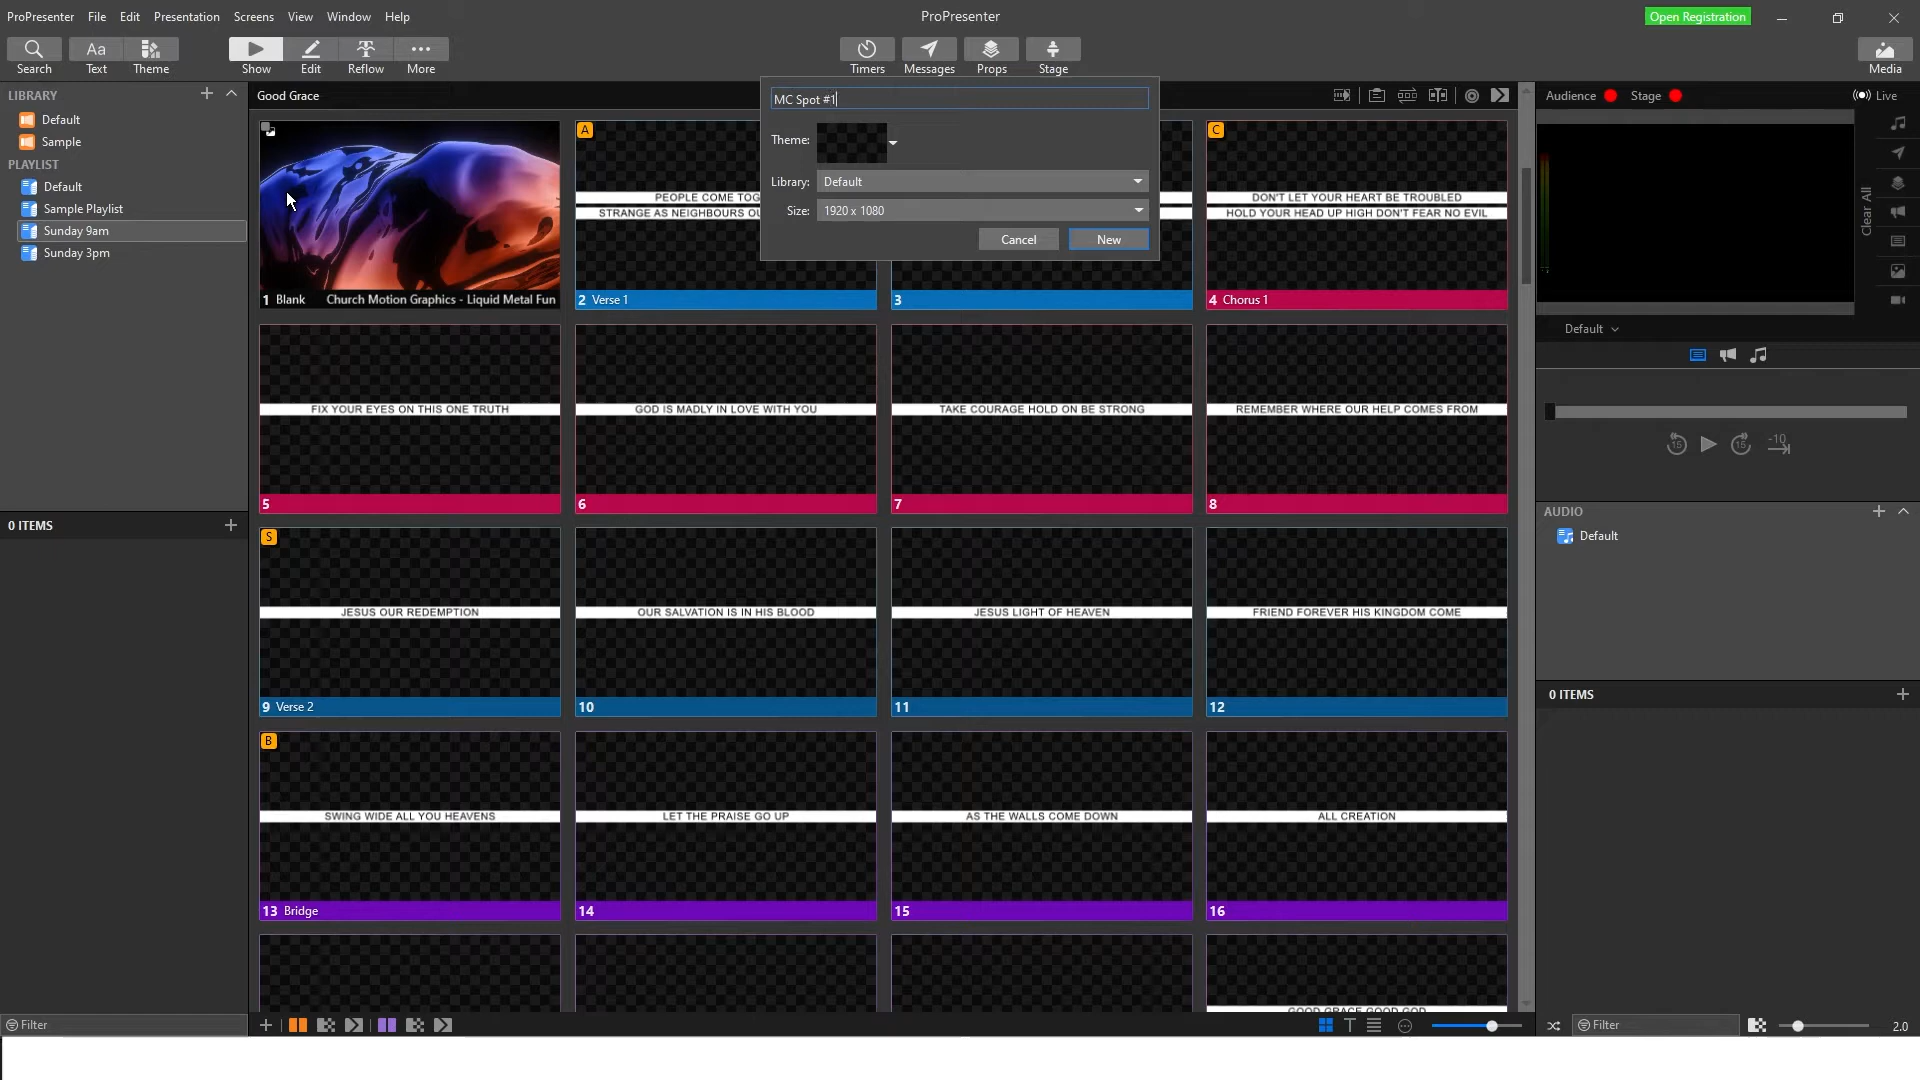 ProPresenter File Edit Presentation Screens View Window Help
ProPresenter
Open Registration
Search Text Theme Show Edit Reflow More
Timers Messages Props Stage
Media
LIBRARY
Default
Sample
PLAYLIST
Default
Sample Playlist
Sunday 9am
Sunday 3pm
0 ITEMS
Filter
Good Grace
MC Spot #1
Theme:
Library: Default
Size: 1920 x 1080
Cancel New
1 Blank Church Motion Graphics - Liquid Metal Fun
A
PEOPLE COME TOG
STRANGE AS NEIGHBOURS OU
2 Verse 1
3
C
DON'T LET YOUR HEART BE TROUBLED
HOLD YOUR HEAD UP HIGH DON'T FEAR NO EVIL
4 Chorus 1
FIX YOUR EYES ON THIS ONE TRUTH
5
GOD IS MADLY IN LOVE WITH YOU
6
TAKE COURAGE HOLD ON BE STRONG
7
REMEMBER WHERE OUR HELP COMES FROM
8
S
JESUS OUR REDEMPTION
9 Verse 2
OUR SALVATION IS IN HIS BLOOD
10
JESUS LIGHT OF HEAVEN
11
FRIEND FOREVER HIS KINGDOM COME
12
B
SWING WIDE ALL YOU HEAVENS
13 Bridge
LET THE PRAISE GO UP
14
AS THE WALLS COME DOWN
15
ALL CREATION
16
GOOD GRACE GOOD GOD
Audience Stage Live
Clear All
Default
15 15 -10
AUDIO
Default
0 ITEMS
Filter
2.0